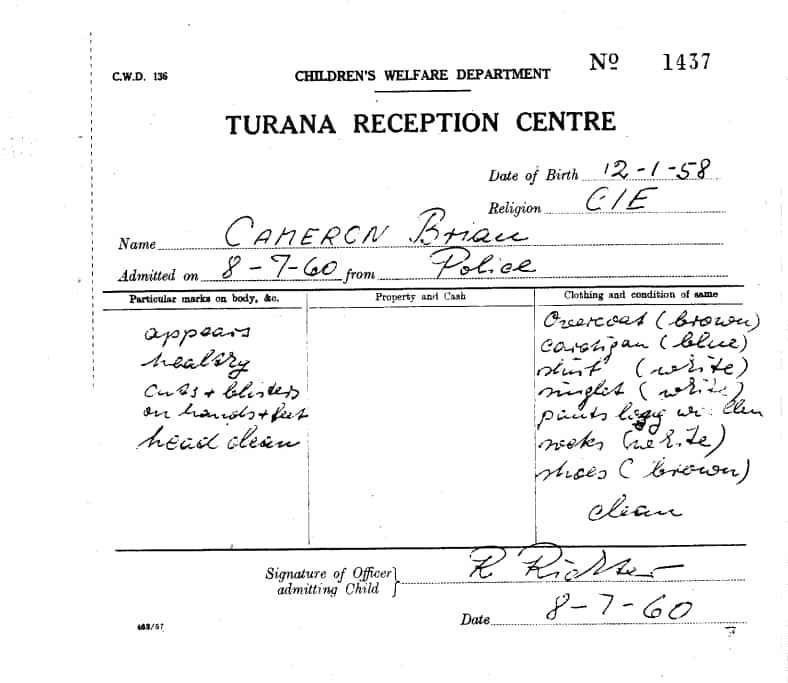 C.W.D. 136
CHILDREN'S WELFARE DEPARTMENT
Nº 1437
TURANA RECEPTION CENTRE
Date of Birth 12-1-58
Religion C/E
Name CAMERON Brian
Admitted on 8-7-60 from Police
Particular marks on body, &c.
appears
healthy
cuts + blisters
on hands + feet
head clean
Property and Cash
Clothing and condition of same
Overcoat (brown)
cardigan (blue)
shirt (white)
singlet (white)
pants
socks (white)
shoes (brown)
clean
Signature of Officer admitting Child } R Richter
Date 8-7-60